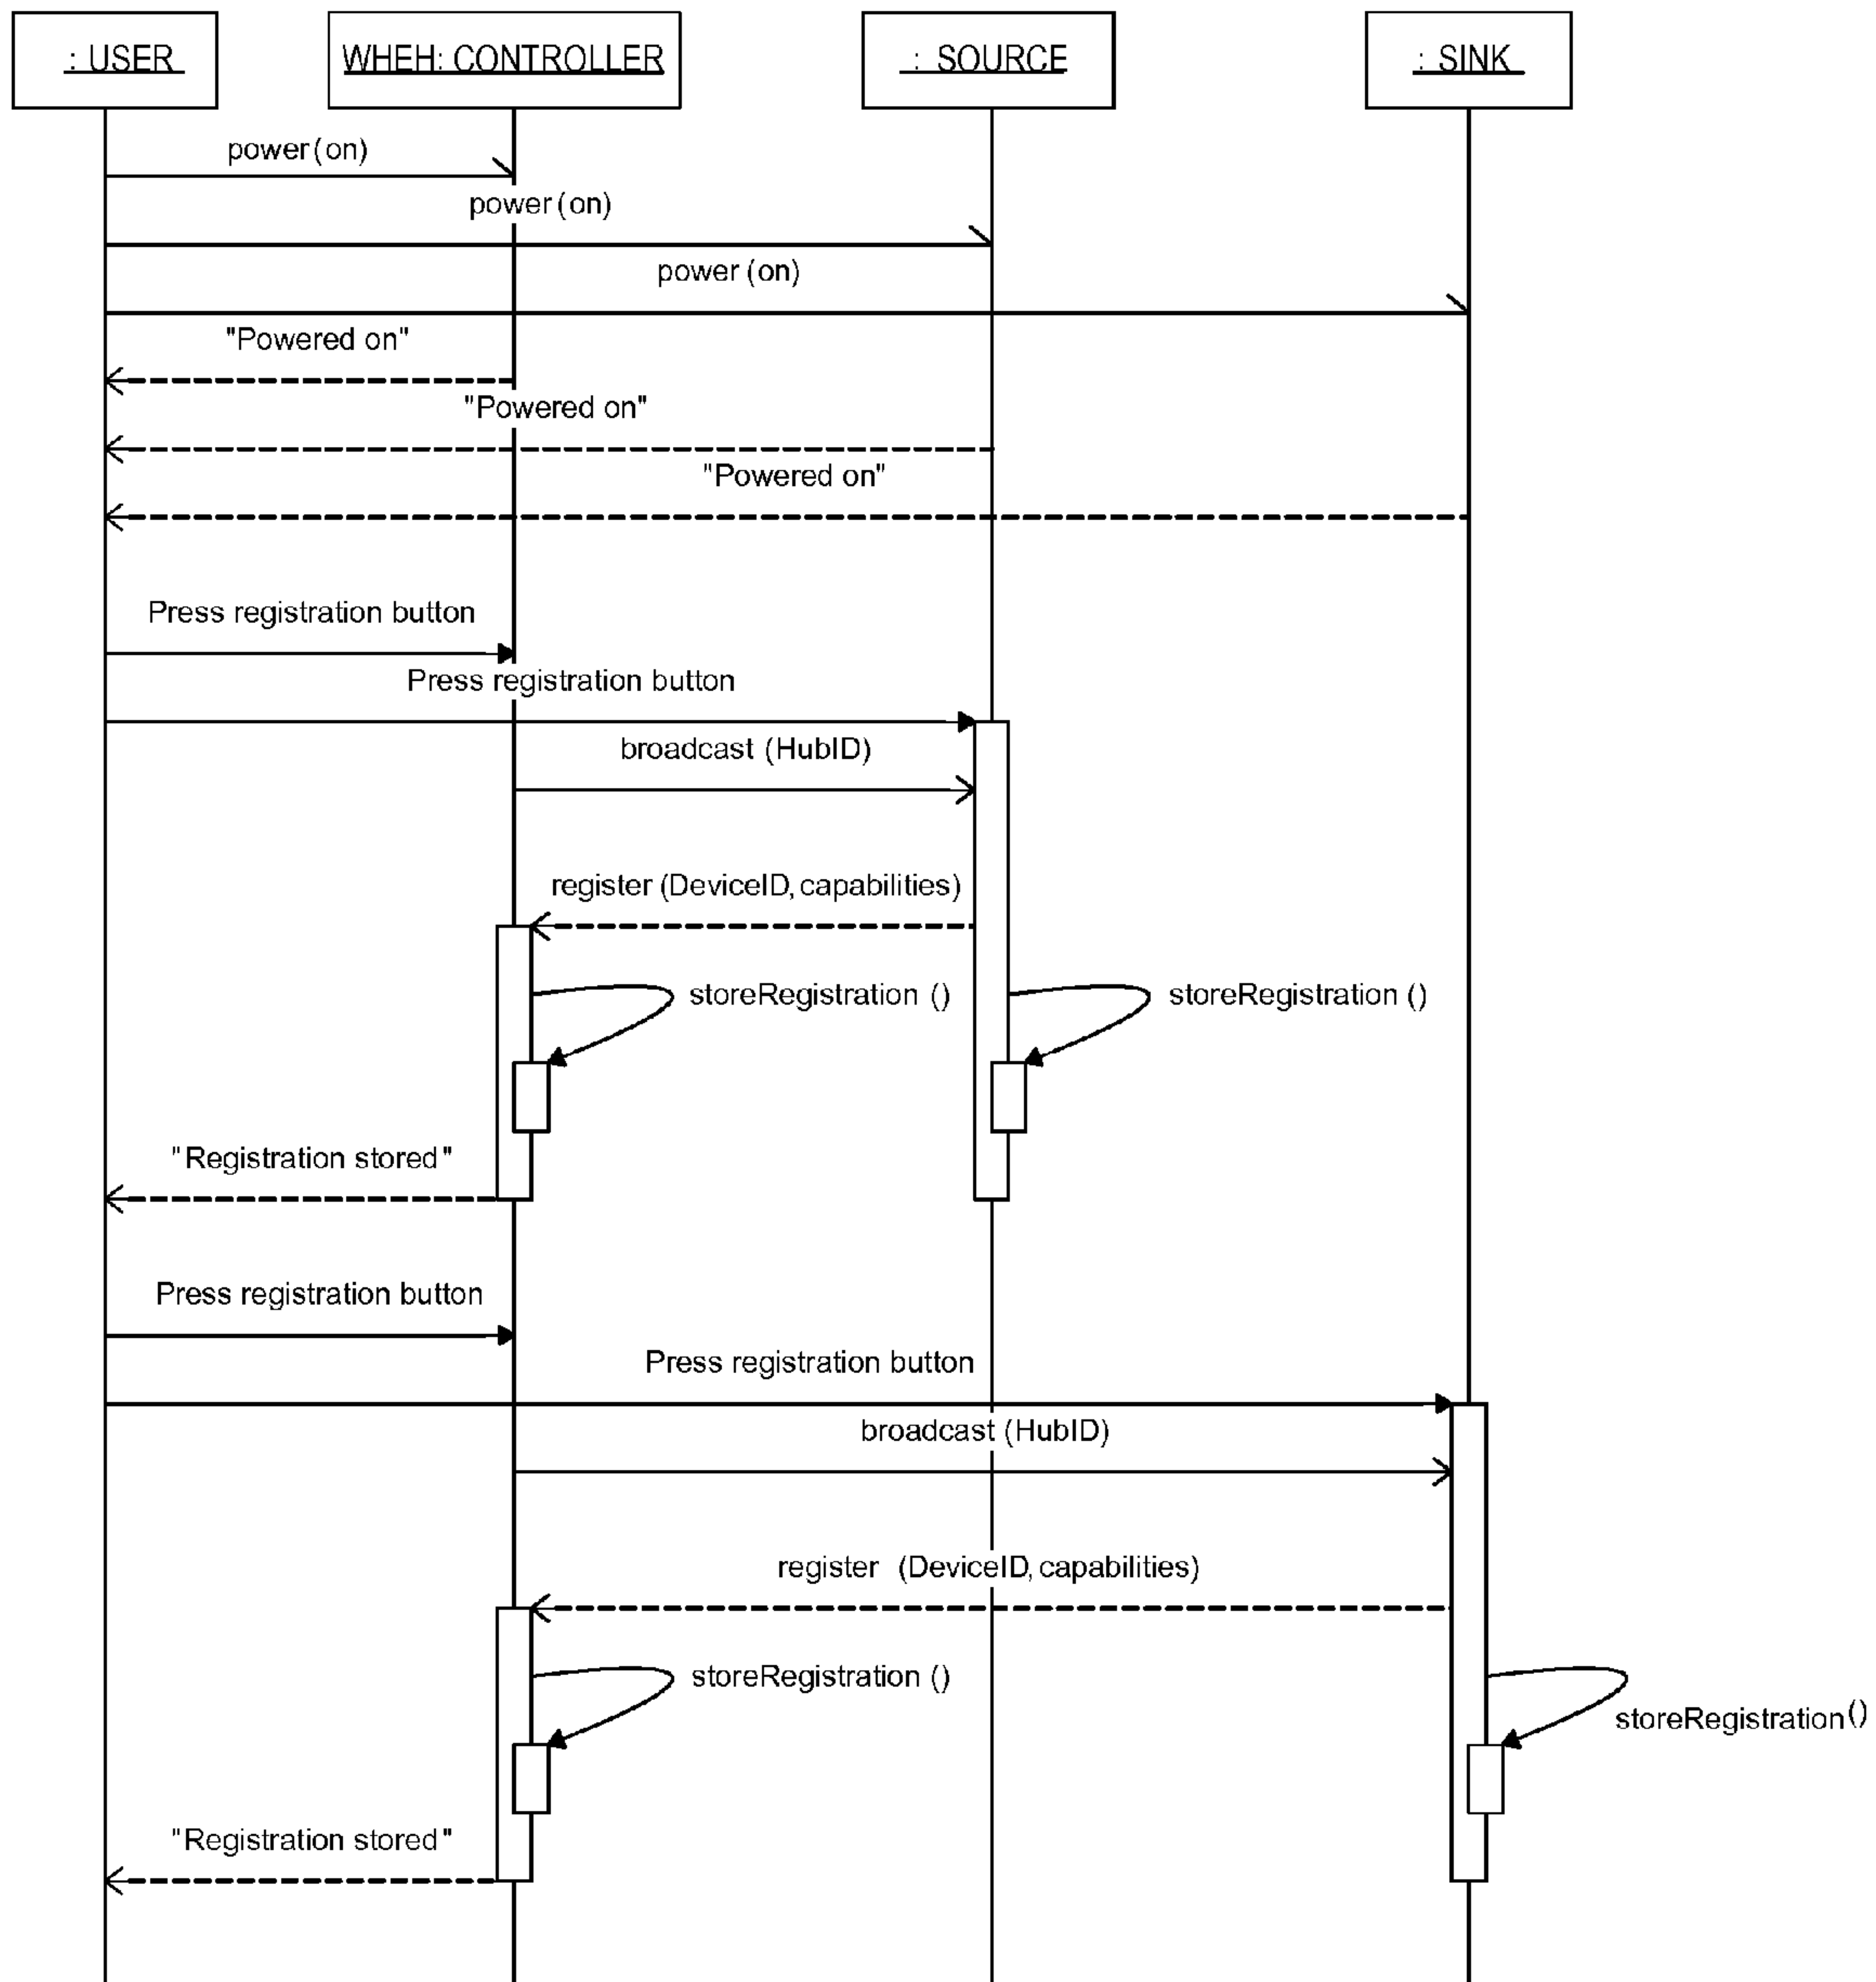 : USER
WHEH: CONTROLLER
: SOURCE
: SINK
power (on)
power (on)
power (on)
"Powered on"
"Powered on"
"Powered on"
Press registration button
Press registration button
broadcast (HubID)
register (DeviceID, capabilities)
storeRegistration ()
storeRegistration ()
"Registration stored"
Press registration button
Press registration button
broadcast (HubID)
register (DeviceID, capabilities)
storeRegistration ()
storeRegistration ()
"Registration stored"